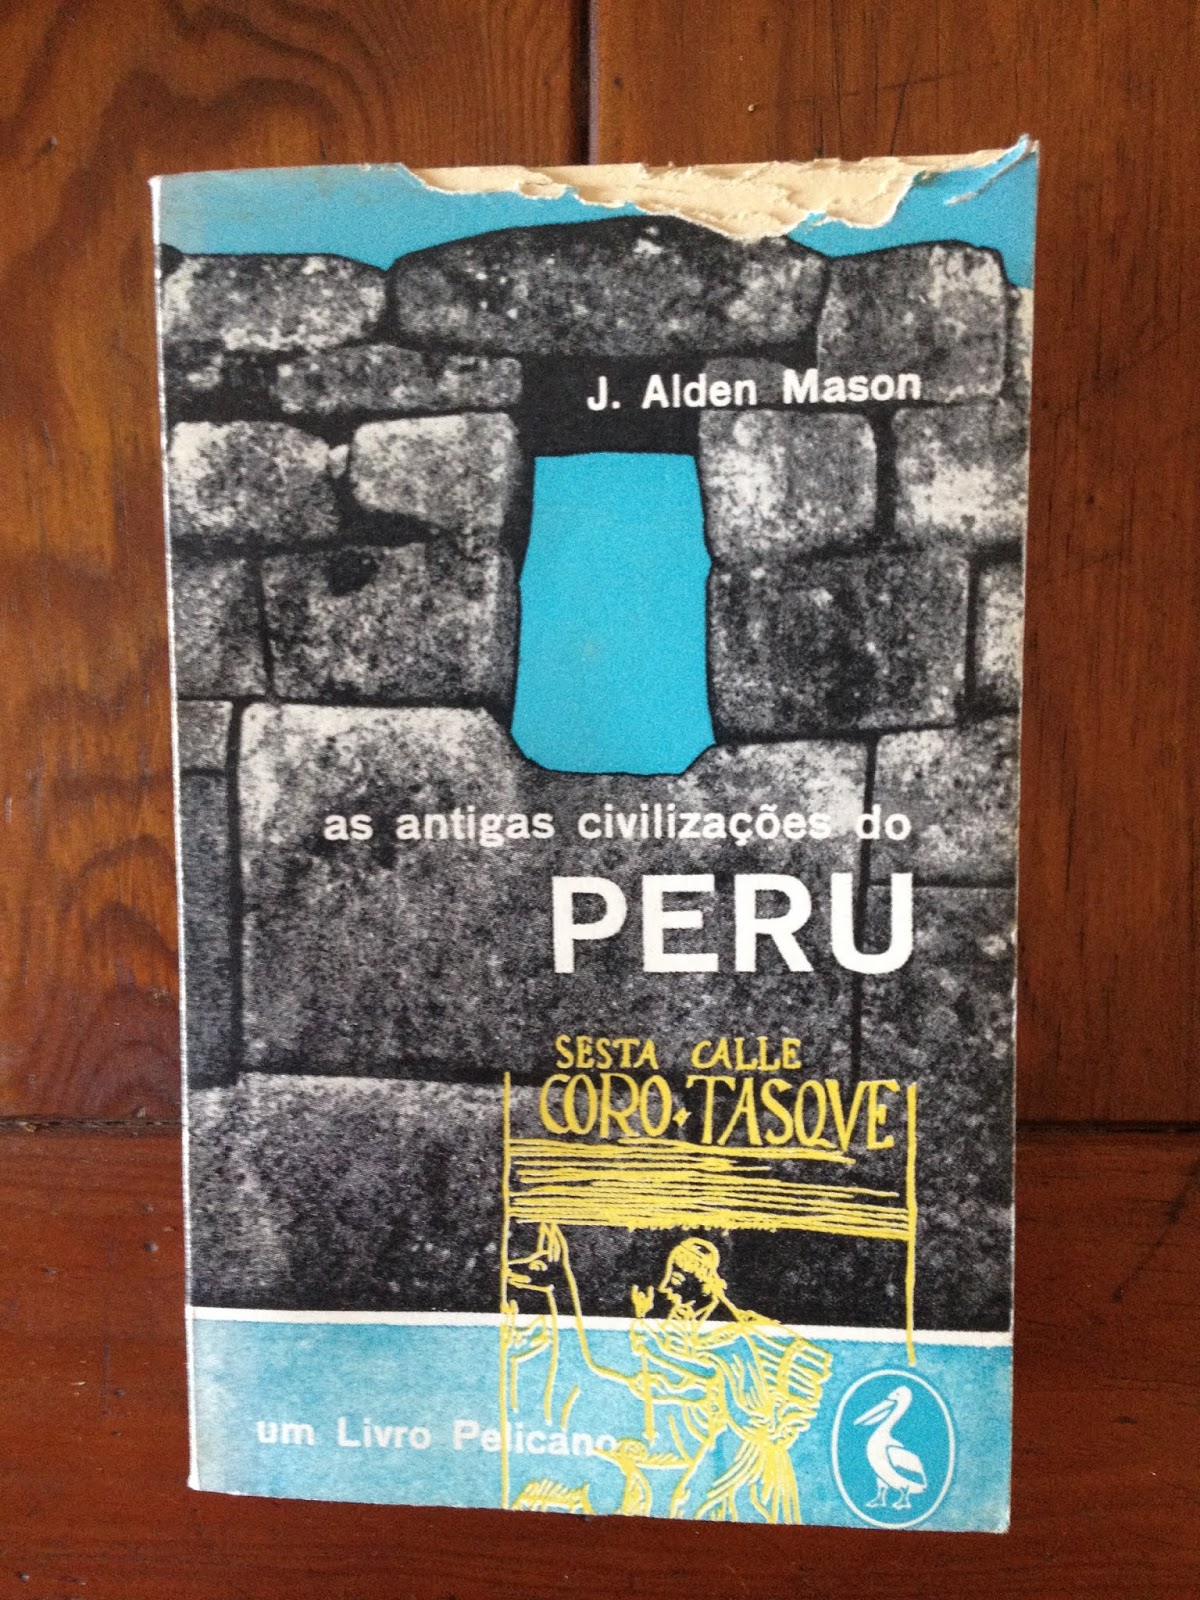 J. Alden Mason
as antigas civilizações do
PERU
SESTA CALLE
CORO·TASQVE
um Livro Pelicano